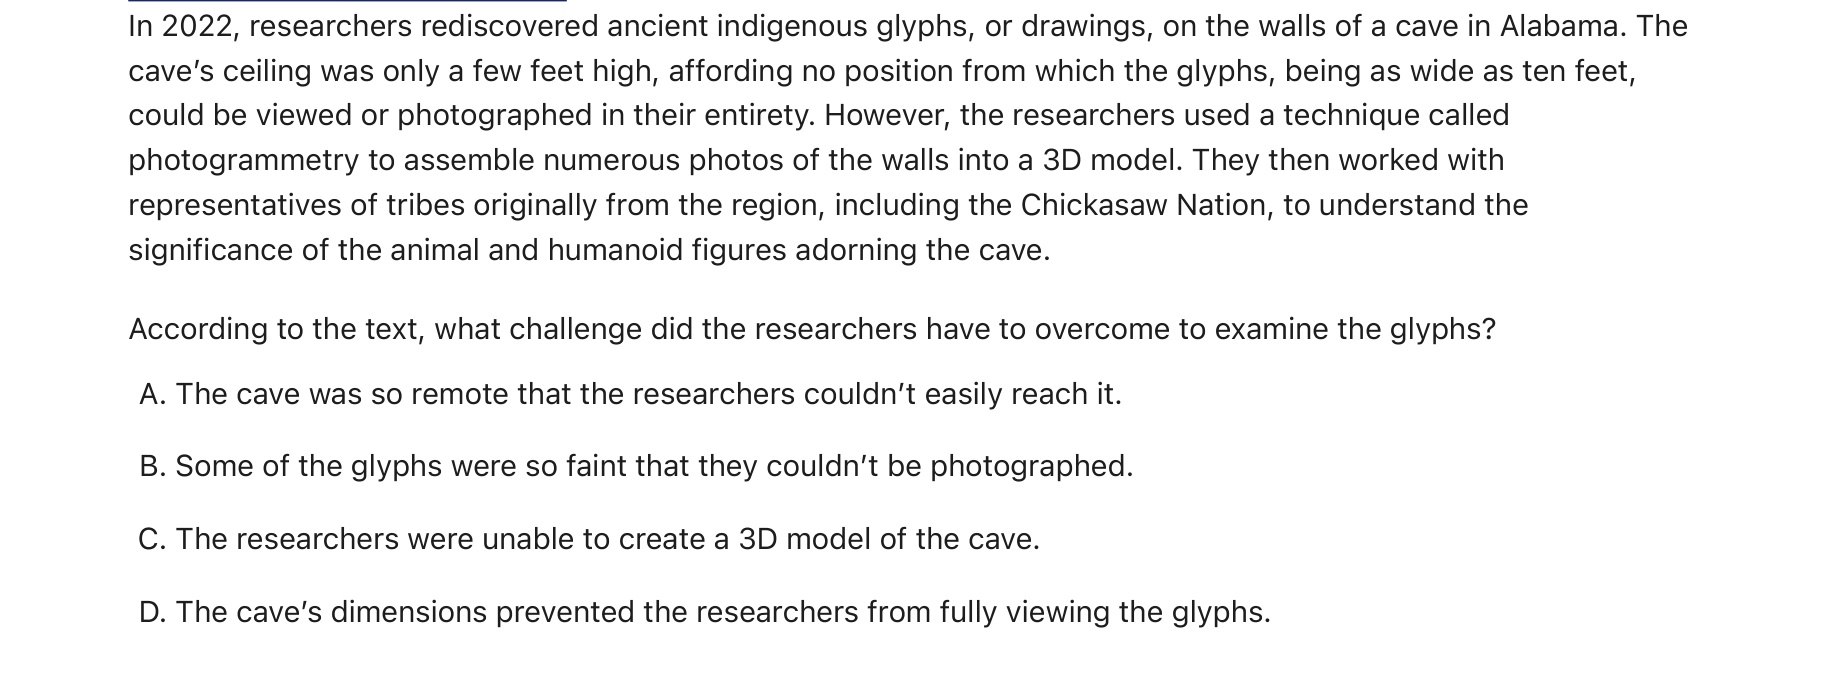 In 2022, researchers rediscovered ancient indigenous glyphs, or drawings, on the walls of a cave in Alabama. The
cave’s ceiling was only a few feet high, affording no position from which the glyphs, being as wide as ten feet,
could be viewed or photographed in their entirety. However, the researchers used a technique called
photogrammetry to assemble numerous photos of the walls into a 3D model. They then worked with
representatives of tribes originally from the region, including the Chickasaw Nation, to understand the
significance of the animal and humanoid figures adorning the cave.
According to the text, what challenge did the researchers have to overcome to examine the glyphs?
A. The cave was so remote that the researchers couldn’t easily reach it.
B. Some of the glyphs were so faint that they couldn’t be photographed.
C. The researchers were unable to create a 3D model of the cave.
D. The cave’s dimensions prevented the researchers from fully viewing the glyphs.